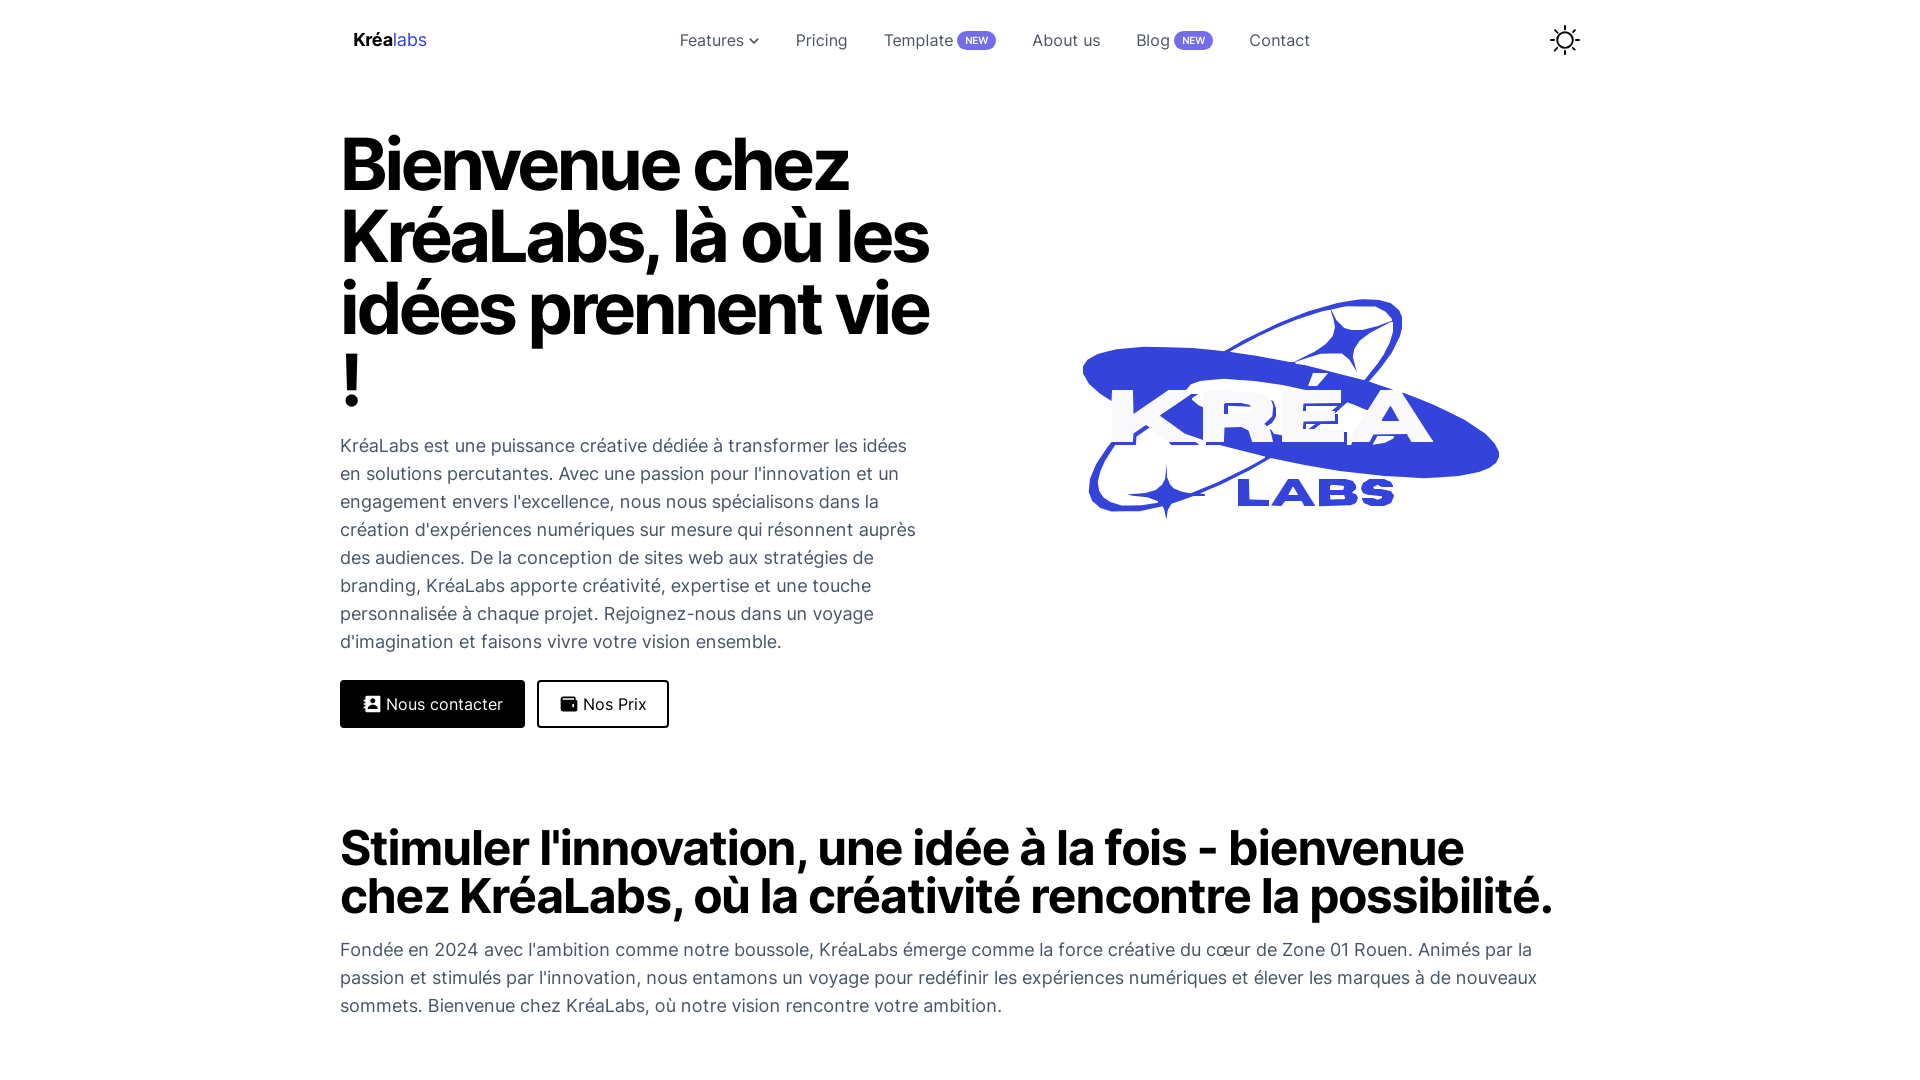 Kréalabs
Features
Pricing
Template NEW
About us
Blog NEW
Contact
Bienvenue chez
KréaLabs, là où les
idées prennent vie
!
KréaLabs est une puissance créative dédiée à transformer les idées
en solutions percutantes. Avec une passion pour l'innovation et un
engagement envers l'excellence, nous nous spécialisons dans la
création d'expériences numériques sur mesure qui résonnent auprès
des audiences. De la conception de sites web aux stratégies de
branding, KréaLabs apporte créativité, expertise et une touche
personnalisée à chaque projet. Rejoignez-nous dans un voyage
d'imagination et faisons vivre votre vision ensemble.
Nous contacter
Nos Prix
KRÉA
LABS
Stimuler l'innovation, une idée à la fois - bienvenue
chez KréaLabs, où la créativité rencontre la possibilité.
Fondée en 2024 avec l'ambition comme notre boussole, KréaLabs émerge comme la force créative du cœur de Zone 01 Rouen. Animés par la
passion et stimulés par l'innovation, nous entamons un voyage pour redéfinir les expériences numériques et élever les marques à de nouveaux
sommets. Bienvenue chez KréaLabs, où notre vision rencontre votre ambition.